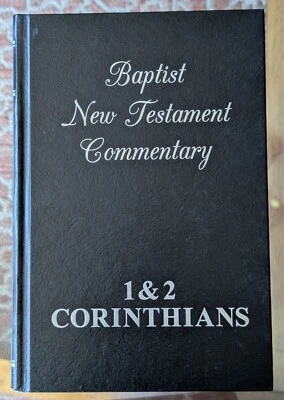 Baptist
New Testament
Commentary
1 & 2
CORINTHIANS